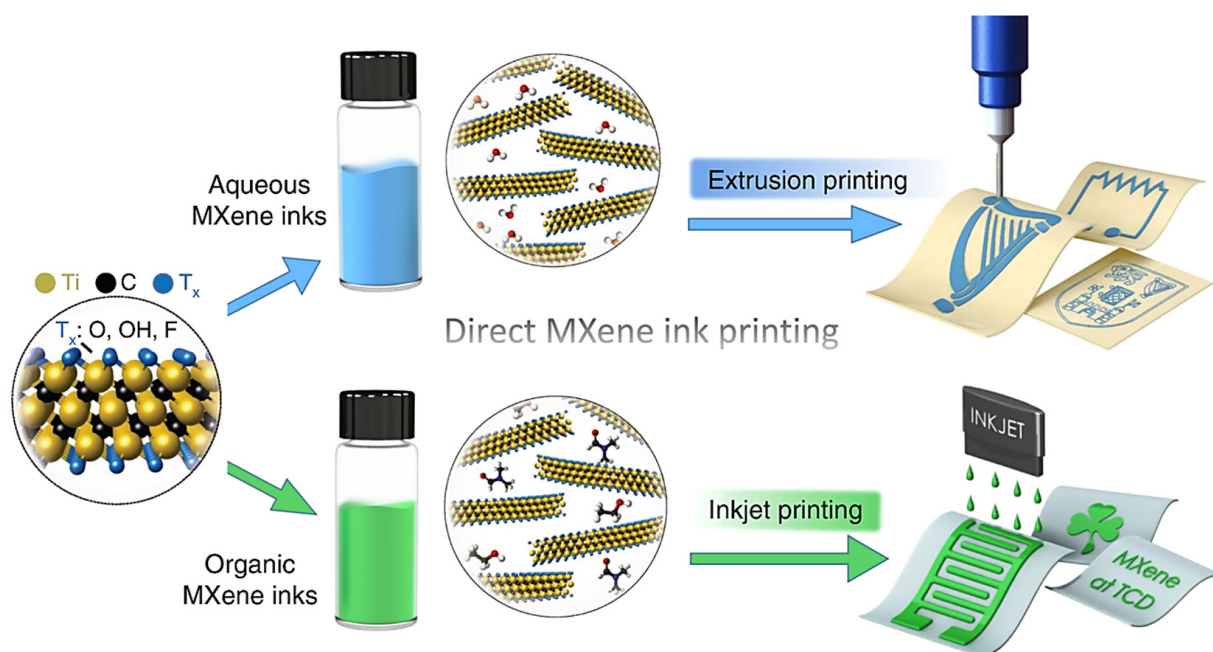 Aqueous
MXene inks
Extrusion printing
Ti C Tₓ
Tₓ: O, OH, F
Direct MXene ink printing
Organic
MXene inks
Inkjet printing
INKJET
MXene
at TCD